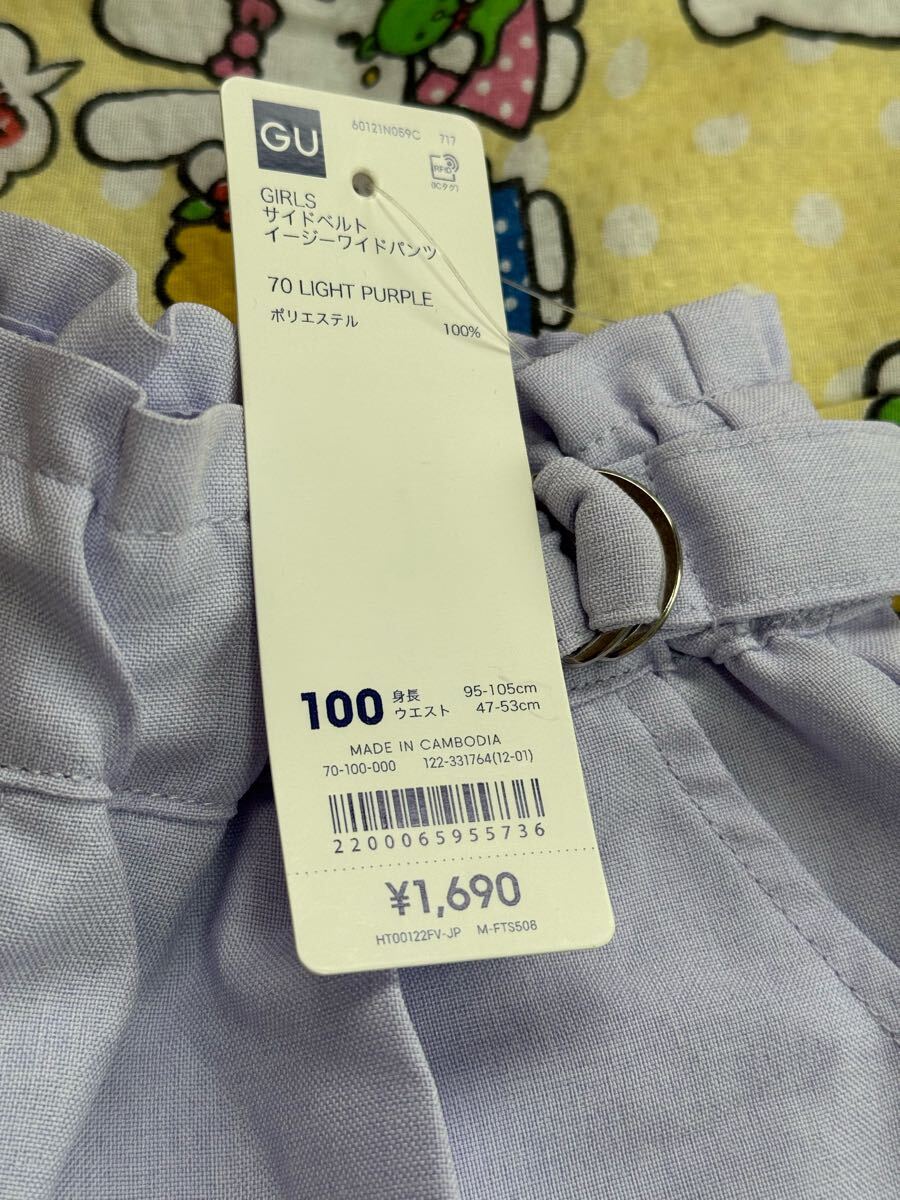 GU
60121N059C 717
RFID
(ICタグ)
GIRLS
サイドベルト
イージーワイドパンツ
70 LIGHT PURPLE
ポリエステル 100%
100 身長 95-105cm
ウエスト 47-53cm
MADE IN CAMBODIA
70-100-000 122-331764(12-01)
2200065955736
¥1,690
HT00122FV-JP M-FTS508